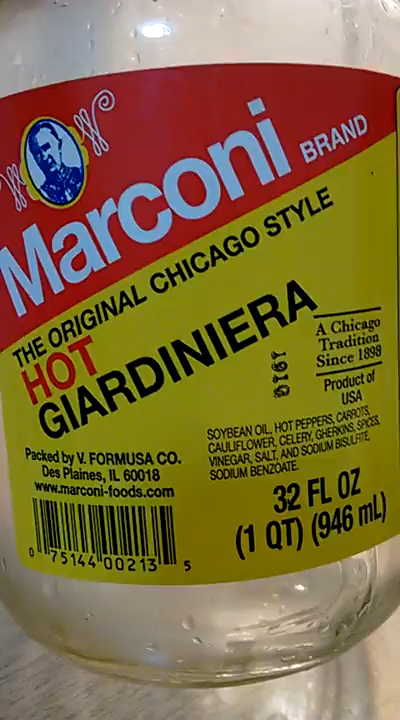 Marconi BRAND
THE ORIGINAL CHICAGO STYLE
HOT
GIARDINIERA
A Chicago
Tradition
Since 1898
Product of
USA
SOYBEAN OIL, HOT PEPPERS, CARROTS,
CAULIFLOWER, CELERY, GHERKINS, SPICES,
VINEGAR, SALT, AND SODIUM BISULFITE,
SODIUM BENZOATE.
Packed by V. FORMUSA CO.
Des Plaines, IL 60018
www.marconi-foods.com
32 FL OZ
(1 QT) (946 mL)
0 75144 00213 5